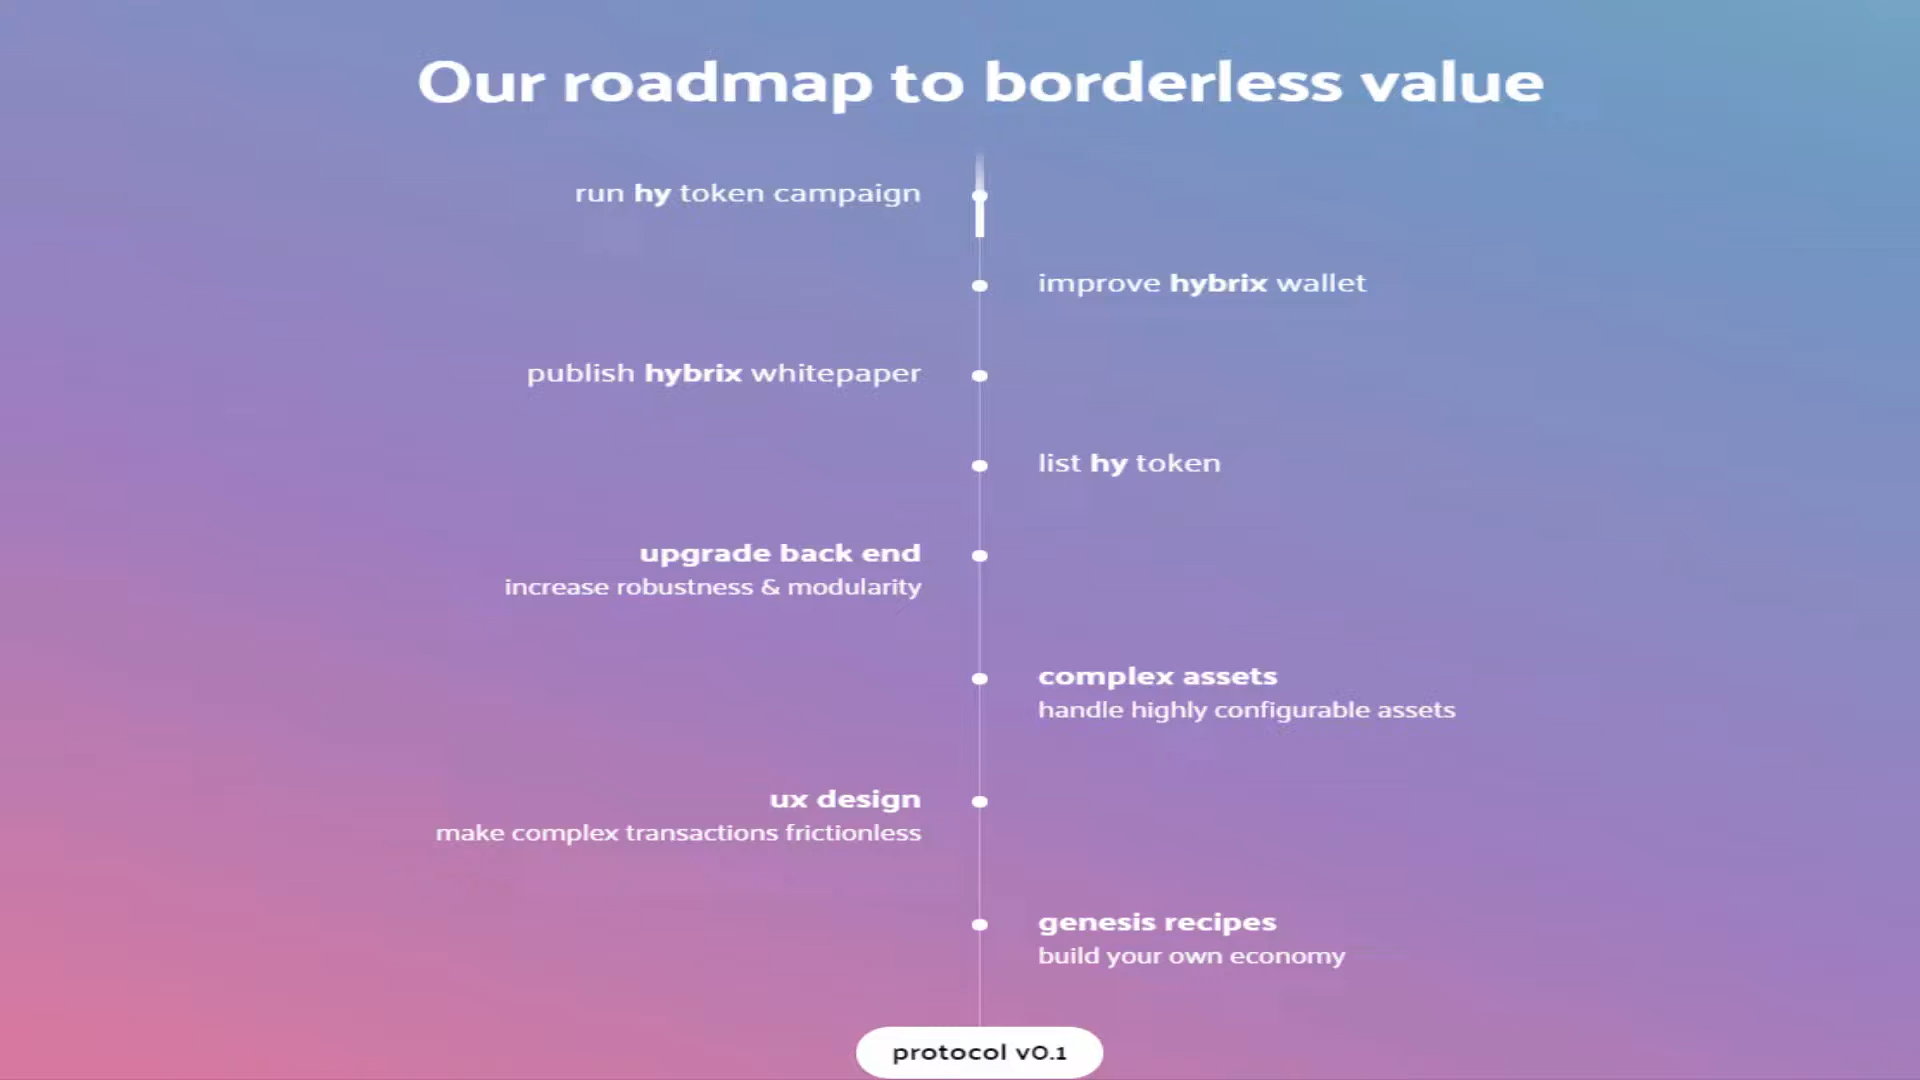 Our roadmap to borderless value
run hy token campaign
improve hybrix wallet
publish hybrix whitepaper
list hy token
upgrade back end
increase robustness & modularity
complex assets
handle highly configurable assets
ux design
make complex transactions frictionless
genesis recipes
build your own economy
protocol v0.1